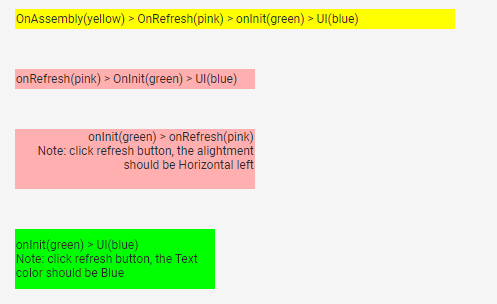 OnAssembly(yellow) > OnRefresh(pink) > onInit(green) > UI(blue)
onRefresh(pink) > OnInit(green) > UI(blue)
onInit(green) > onRefresh(pink)
Note: click refresh button, the alightment
should be Horizontal left
onInit(green) > UI(blue)
Note: click refresh button, the Text
color should be Blue